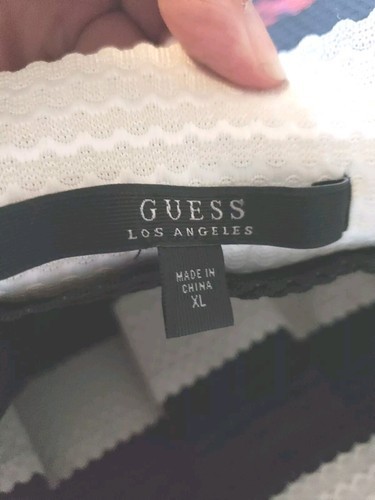 GUESS
LOS ANGELES
MADE IN
CHINA
XL